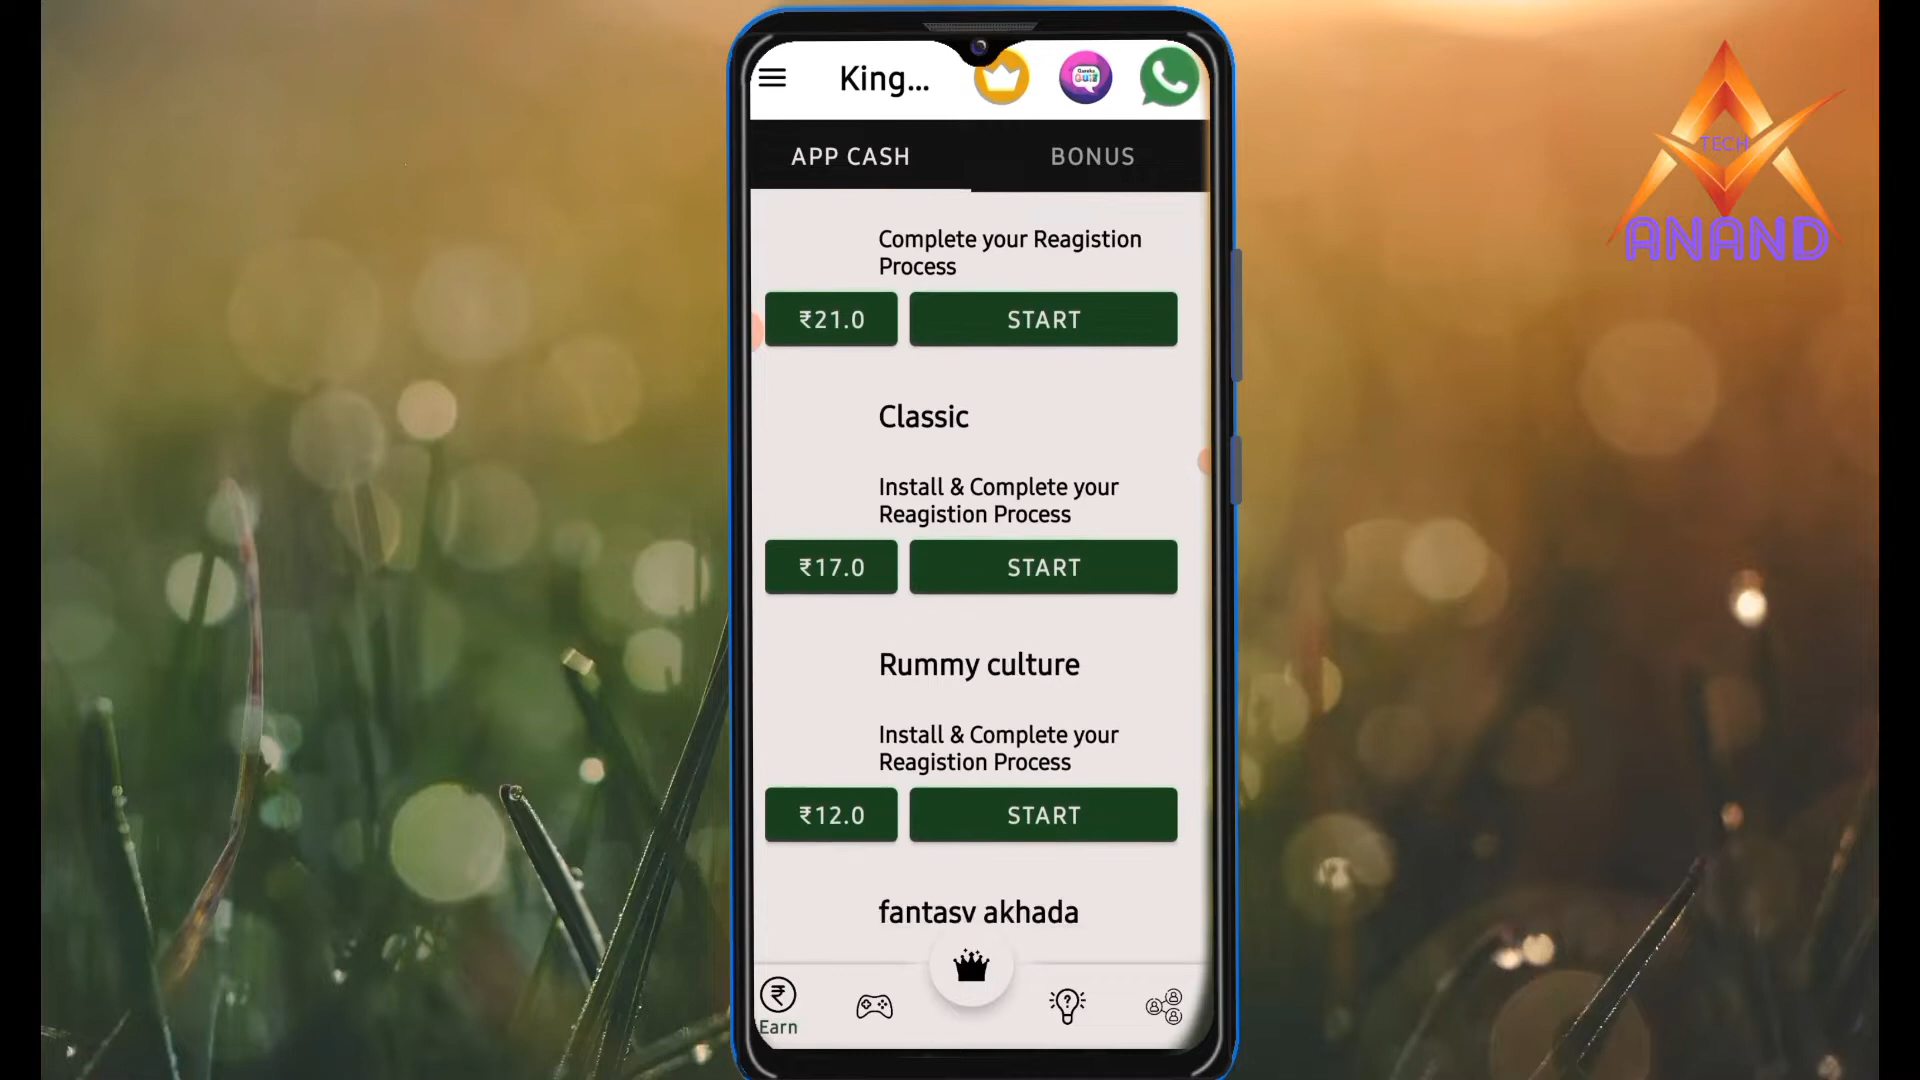 King...
APP CASH
BONUS
Complete your Reagistion
Process
₹21.0
START
Classic
Install & Complete your
Reagistion Process
₹17.0
START
Rummy culture
Install & Complete your
Reagistion Process
₹12.0
START
fantasy akhada
Earn
TECH
ANAND